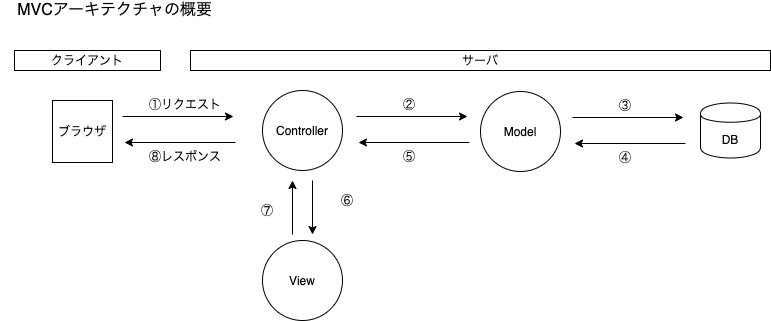 MVCアーキテクチャの概要
クライアント
サーバ
①リクエスト
②
③
ブラウザ
Controller
Model
DB
⑧レスポンス
⑤
④
⑦
⑥
View